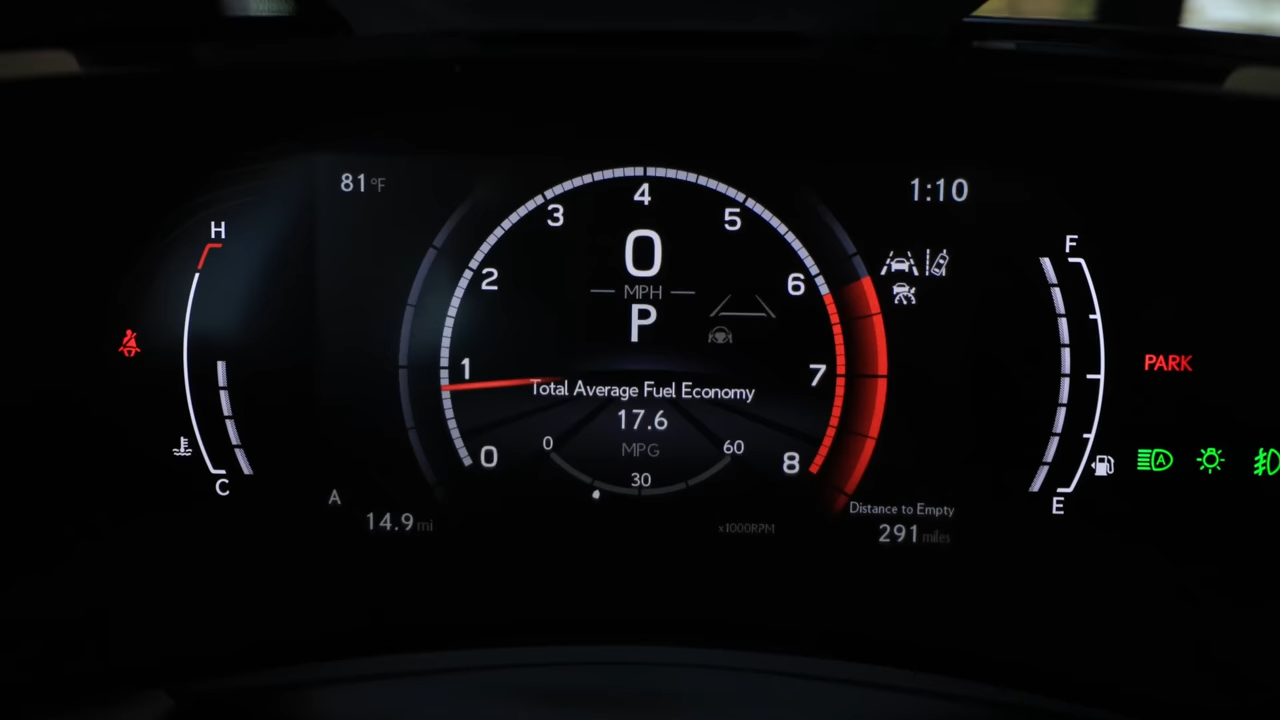 81°F
1:10
H
F
4
3
5
0
2
6
MPH
P
PARK
1
7
Total Average Fuel Economy
17.6
0
60
MPG
0
8
30
A
C
A
E
Distance to Empty
14.9 mi
x1000RPM
291 miles